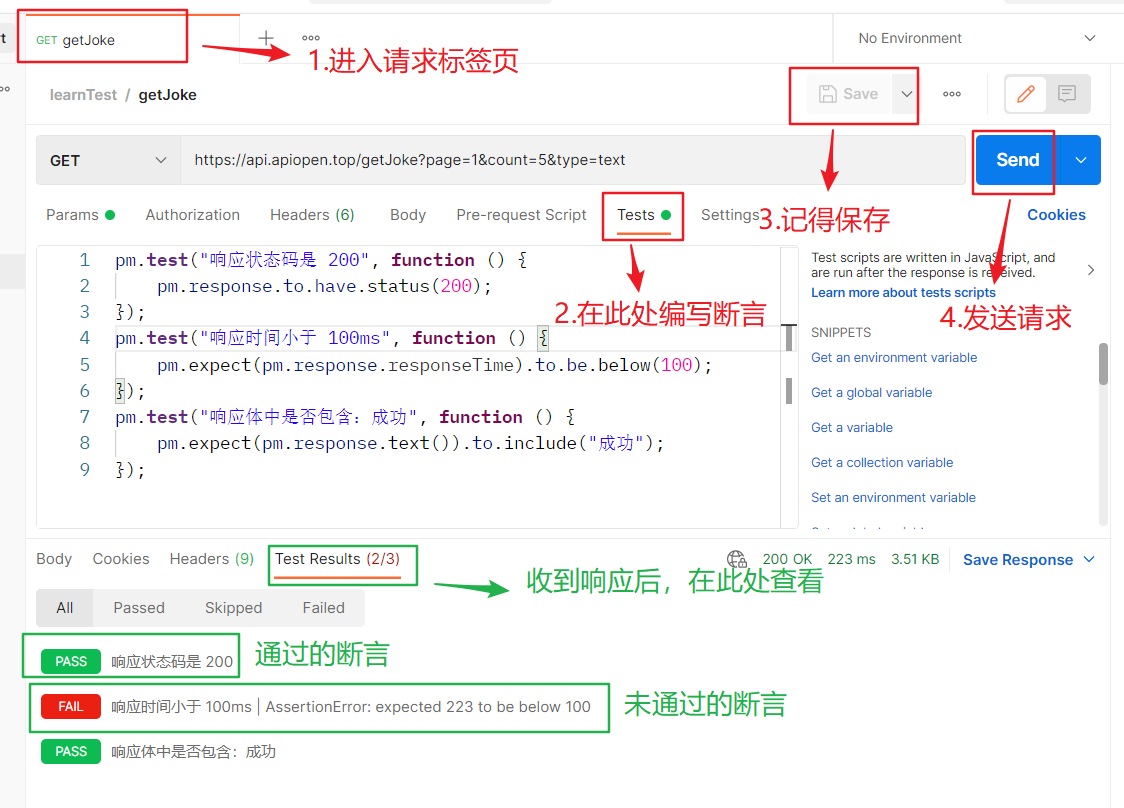 t GET getJoke
No Environment
1.进入请求标签页
learnTest / getJoke
Save
GET https://api.apiopen.top/getJoke?page=1&count=5&type=text
Send
Params Authorization Headers (6) Body Pre-request Script Tests Settings
3.记得保存
Cookies
1 pm.test("响应状态码是 200", function () {
2 pm.response.to.have.status(200);
3 });
4 pm.test("响应时间小于 100ms", function () {
5 pm.expect(pm.response.responseTime).to.be.below(100);
6 });
7 pm.test("响应体中是否包含：成功", function () {
8 pm.expect(pm.response.text()).to.include("成功");
9 });
2.在此处编写断言
Test scripts are written in JavaScript, and
are run after the response is received.
Learn more about tests scripts
4.发送请求
SNIPPETS
Get an environment variable
Get a global variable
Get a variable
Get a collection variable
Set an environment variable
Body Cookies Headers (9) Test Results (2/3)
200 OK 223 ms 3.51 KB Save Response
收到响应后，在此处查看
All Passed Skipped Failed
PASS 响应状态码是 200
通过的断言
FAIL 响应时间小于 100ms | AssertionError: expected 223 to be below 100
未通过的断言
PASS 响应体中是否包含：成功